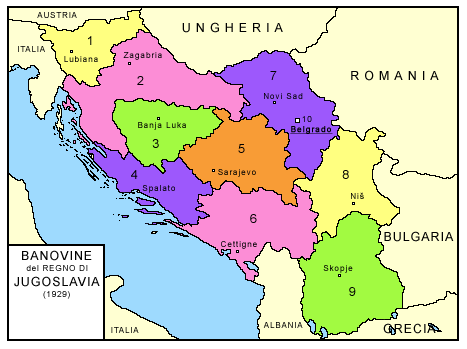 AUSTRIA
UNGHERIA
ITALIA
1
Lubiana
Zagabria
2
7
ROMANIA
Novi Sad
10
Belgrado
Banja Luka
3
5
Sarajevo
4
Spalato
8
Niš
6
Cettigne
BULGARIA
BANOVINE
del REGNO DI
JUGOSLAVIA
(1929)
Skopje
9
ITALIA
ALBANIA
GRECIA